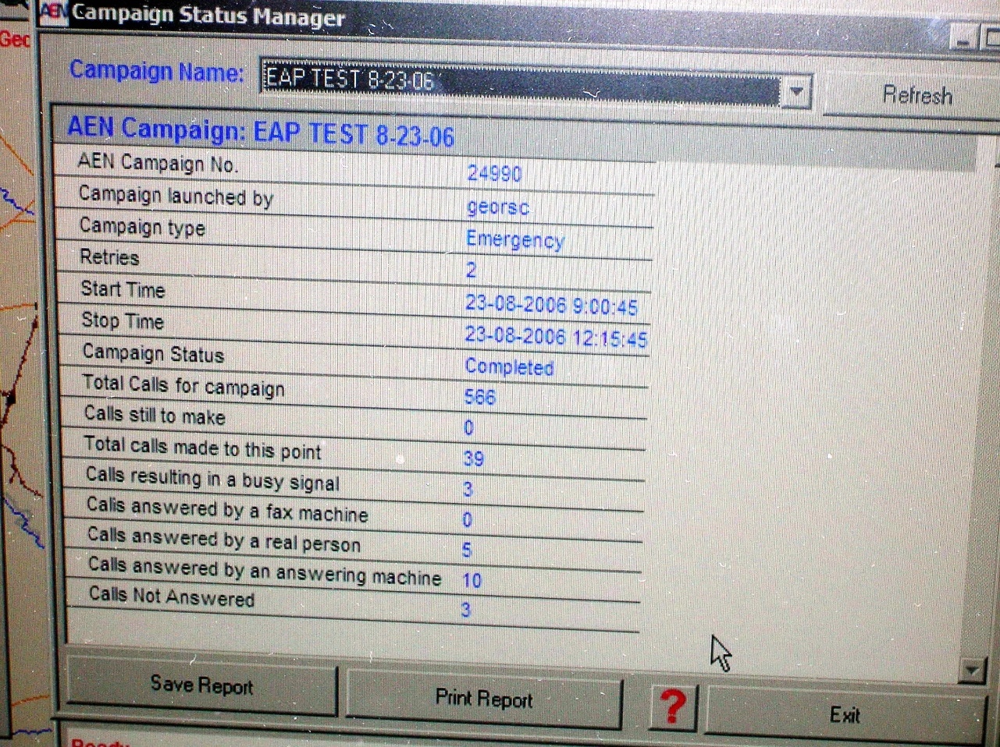 AEN Campaign Status Manager
Geo
Campaign Name: EAP TEST 8-23-06 Refresh
AEN Campaign: EAP TEST 8-23-06
AEN Campaign No. 24990
Campaign launched by georsc
Campaign type Emergency
Retries 2
Start Time 23-08-2006 9:00:45
Stop Time 23-08-2006 12:15:45
Campaign Status Completed
Total Calls for campaign 566
Calls still to make 0
Total calls made to this point 39
Calls resulting in a busy signal 3
Calls answered by a fax machine 0
Calls answered by a real person 5
Calls answered by an answering machine 10
Calls Not Answered 3
Save Report Print Report ? Exit
Ready